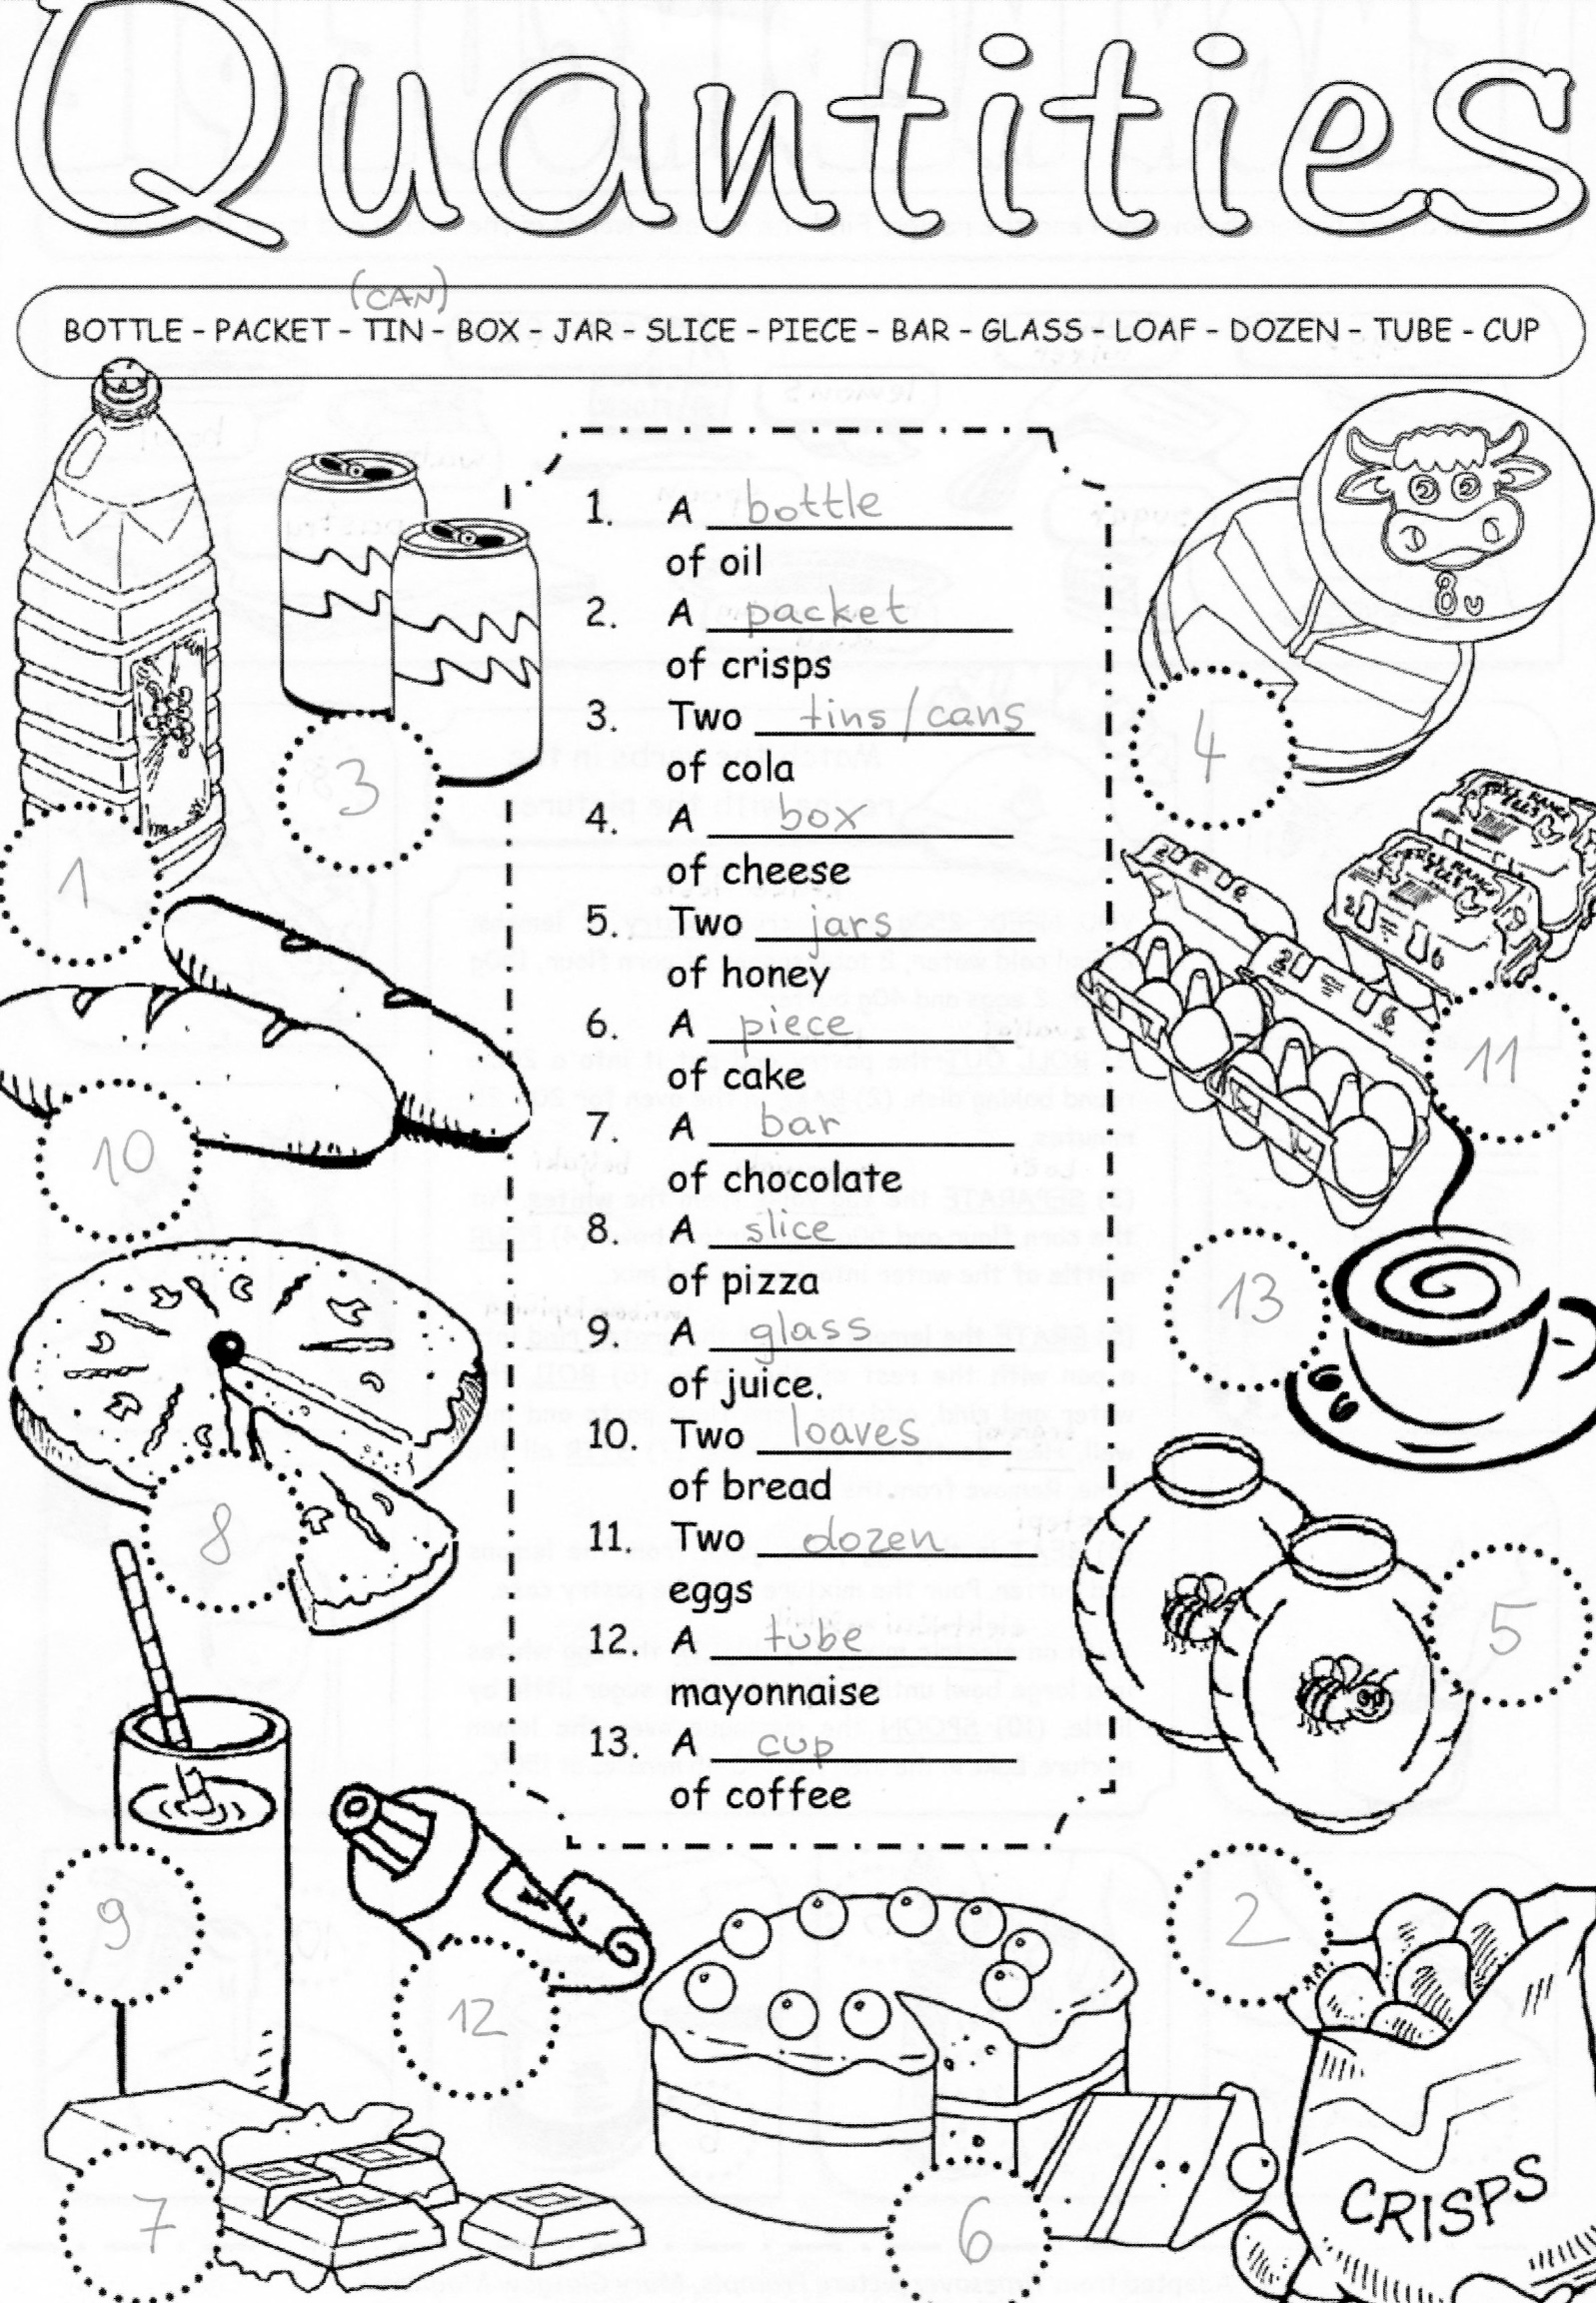 Quantities
(CAN)
BOTTLE - PACKET - TIN - BOX - JAR - SLICE - PIECE - BAR - GLASS - LOAF - DOZEN - TUBE - CUP
1. A bottle
of oil
2. A packet
of crisps
3. Two tins/cans
of cola
4. A box
of cheese
5. Two jars
of honey
6. A piece
of cake
7. A bar
of chocolate
8. A slice
of pizza
9. A glass
of juice.
10. Two loaves
of bread
11. Two dozen
eggs
12. A tube
mayonnaise
13. A cup
of coffee
3
1
10
8
9
12
7
4
8u
11
13
5
2
6
CRISPS